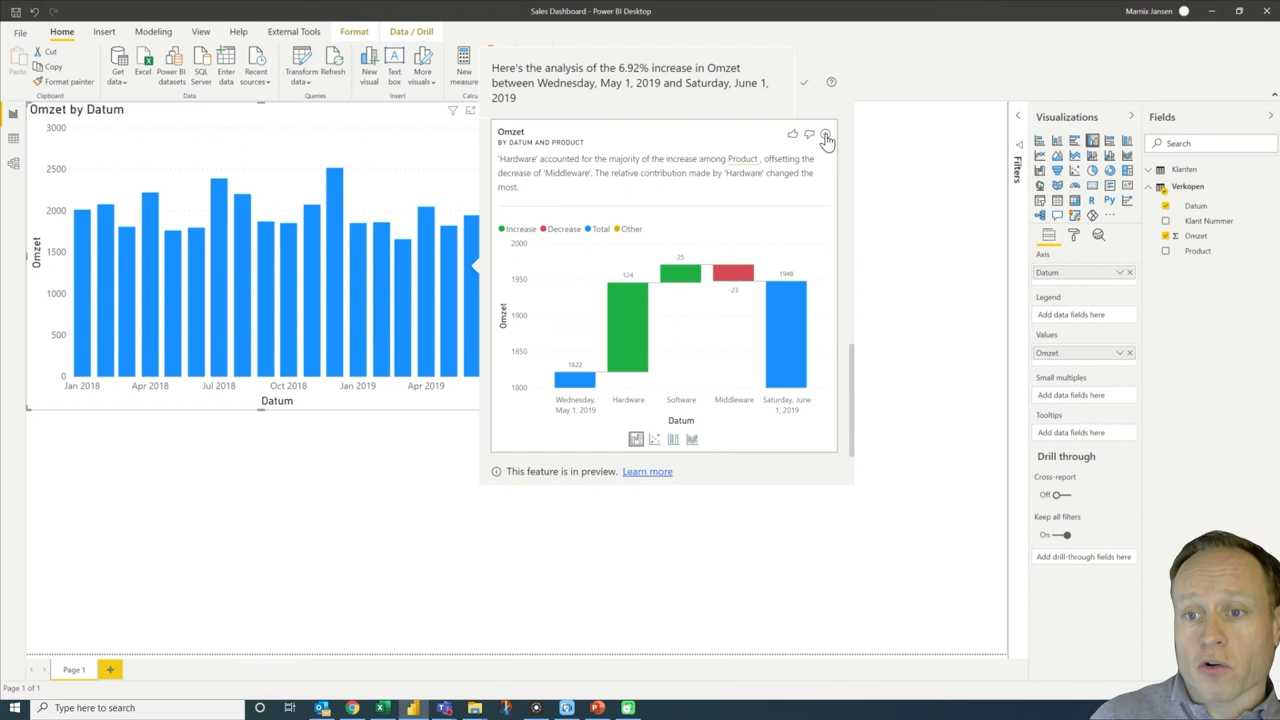 Sales Dashboard - Power BI Desktop
Marnix Jansen
File
Home
Insert
Modeling
View
Help
External Tools
Format
Data / Drill
Paste
Cut
Copy
Format painter
Clipboard
Get
data
Excel
Power BI
datasets
SQL
Server
Enter
data
Recent
sources
Data
Transform
data
Refresh
Queries
New
visual
Text
box
More
visuals
Insert
New
measure
Calcu
Here's the analysis of the 6.92% increase in Omzet
between Wednesday, May 1, 2019 and Saturday, June 1,
2019
Omzet
BY DATUM AND PRODUCT
'Hardware' accounted for the majority of the increase among Product , offsetting the
decrease of 'Middleware'. The relative contribution made by 'Hardware' changed the
most.
Increase Decrease Total Other
2000
1950
1900
1850
1800
Omzet
1822
124
25
-23
1948
Wednesday,
May 1, 2019
Hardware
Software
Middleware
Saturday, June
1, 2019
Datum
This feature is in preview. Learn more
Omzet by Datum
3000
2500
2000
1500
1000
500
0
Omzet
Jan 2018
Apr 2018
Jul 2018
Oct 2018
Jan 2019
Apr 2019
Datum
Filters
Visualizations
R
Py
Axis
Datum
Legend
Add data fields here
Values
Omzet
Small multiples
Add data fields here
Tooltips
Add data fields here
Drill through
Cross-report
Off
Keep all filters
On
Add drill-through fields here
Fields
Search
Klanten
Verkopen
Datum
Klant Nummer
Σ Omzet
Product
Page 1
Page 1 of 1
Type here to search